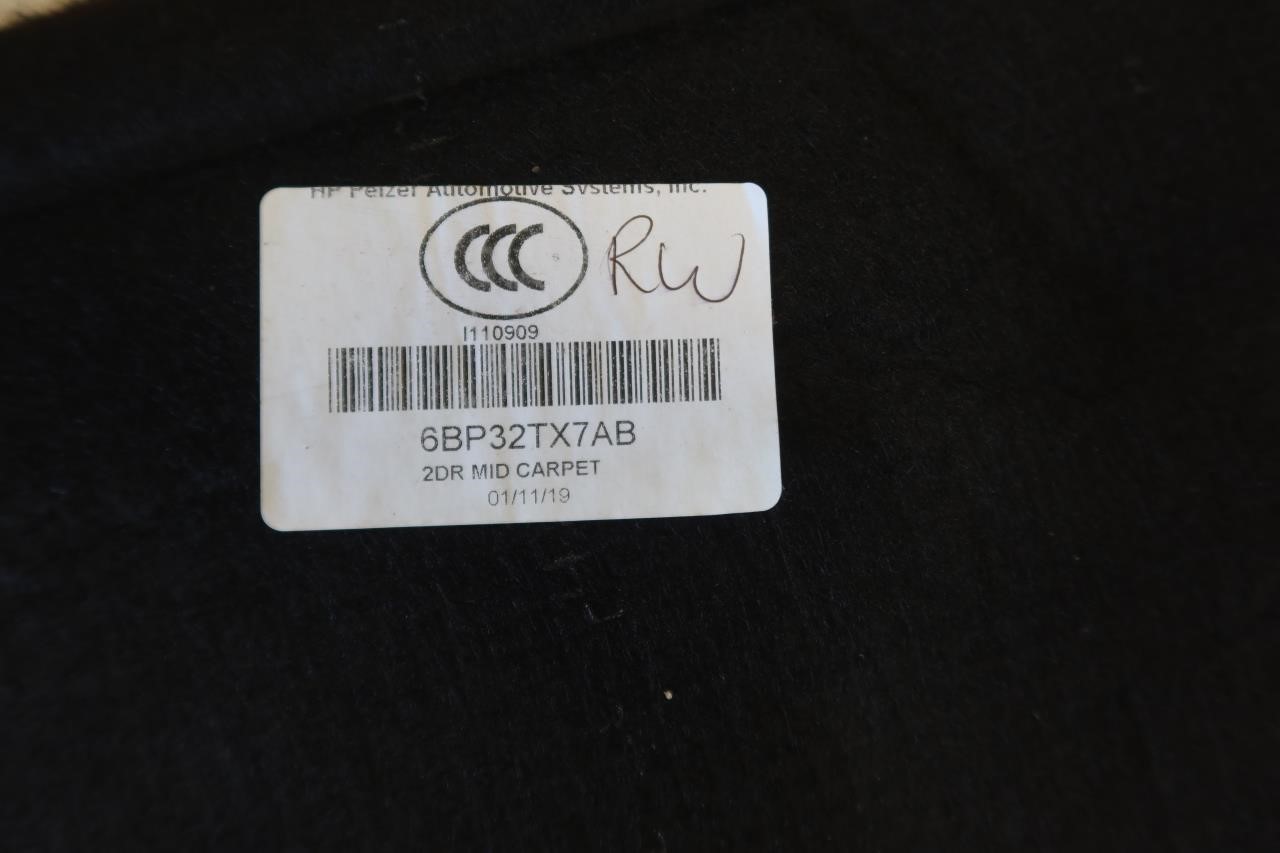 HP Pelzer Automotive Systems, Inc.
CCC
RW
I110909
6BP32TX7AB
2DR MID CARPET
01/11/19